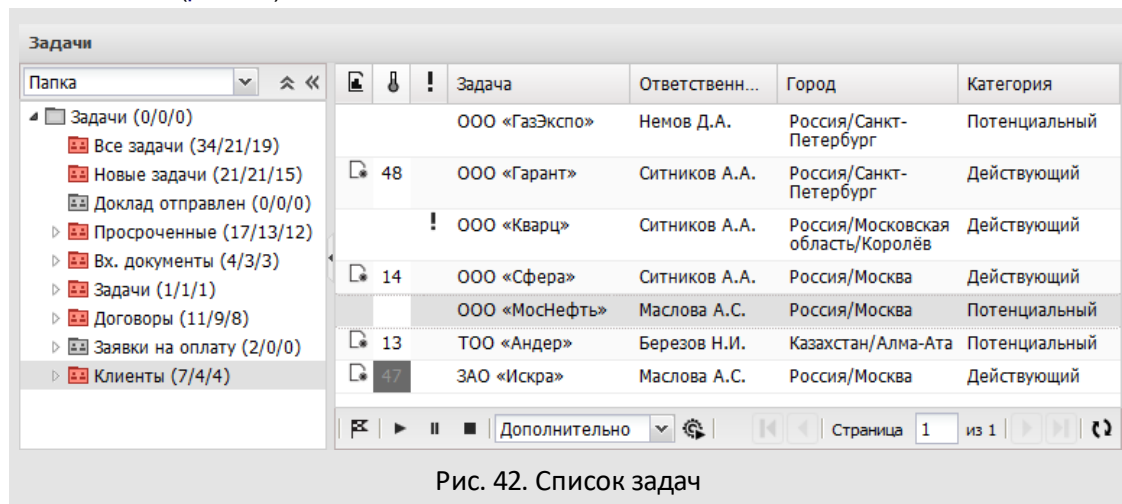 Задачи
Папка
Задачи (0/0/0)
Все задачи (34/21/19)
Новые задачи (21/21/15)
Доклад отправлен (0/0/0)
Просроченные (17/13/12)
Вх. документы (4/3/3)
Задачи (1/1/1)
Договоры (11/9/8)
Заявки на оплату (2/0/0)
Клиенты (7/4/4)
! Задача Ответственн... Город Категория
ООО «ГазЭкспо» Немов Д.А. Россия/Санкт-
Петербург Потенциальный
48 ООО «Гарант» Ситников А.А. Россия/Санкт-
Петербург Действующий
! ООО «Кварц» Ситников А.А. Россия/Московская
область/Королёв Действующий
14 ООО «Сфера» Ситников А.А. Россия/Москва Действующий
ООО «МосНефть» Маслова А.С. Россия/Москва Потенциальный
13 ТОО «Андер» Березов Н.И. Казахстан/Алма-Ата Потенциальный
47 ЗАО «Искра» Маслова А.С. Россия/Москва Действующий
Дополнительно Страница 1 из 1
Рис. 42. Список задач